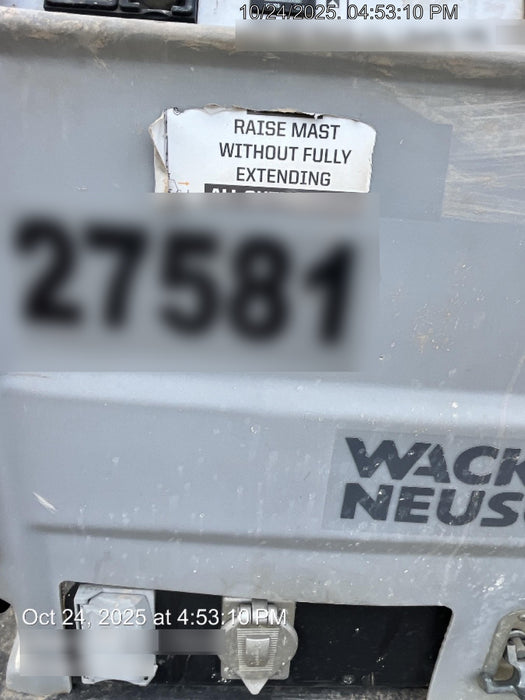 10/24/2025, 04:53:10 PM
RAISE MAST
WITHOUT FULLY
EXTENDING
27581
WACK
NEUS
Oct 24, 2025 at 4:53:10 PM